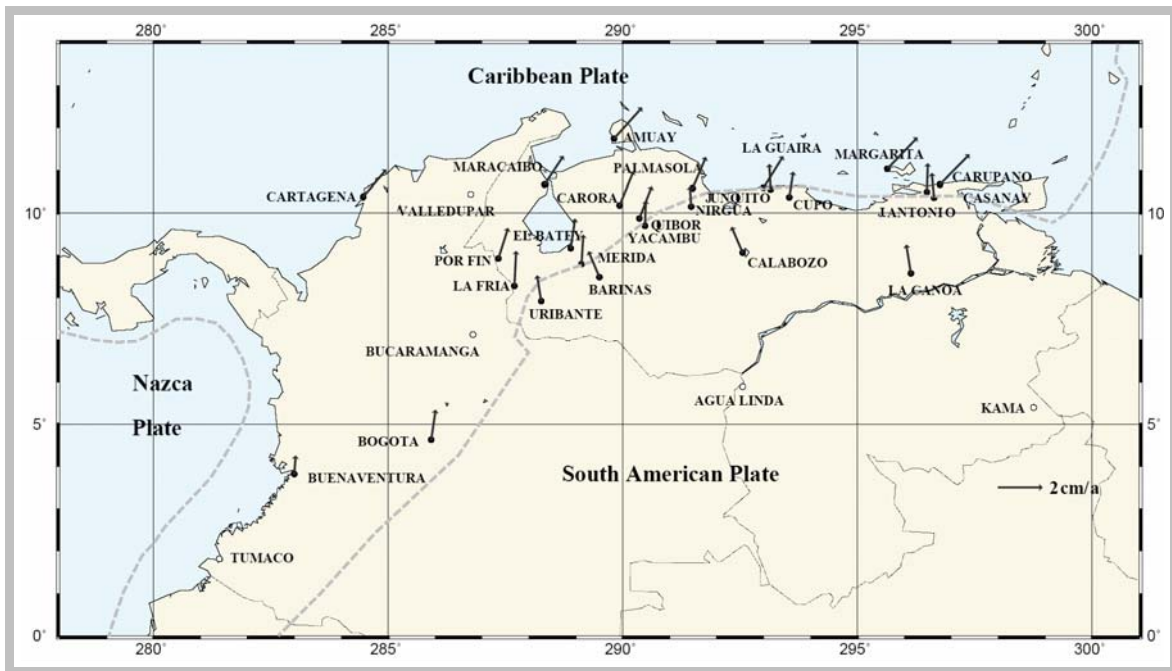 280° 285° 290° 295° 300°
Caribbean Plate
AMUAY
LA GUAIRA
MARACAIBO
PALMASOLA
MARGARITA
CARTAGENA
CARORA
CARUPANO
VALLEDUPAR
JUNQUITO
CUPO
CASANAY
10°
10°
NIRGUA
J.ANTONIO
QUIBOR
EL BATEY
YACAMBU
POR FIN
MERIDA
CALABOZO
LA FRIA
BARINAS
LA CANOA
URIBANTE
BUCARAMANGA
Nazca
Plate
AGUA LINDA
KAMA
5°
5°
BOGOTA
South American Plate
BUENAVENTURA
2 cm/a
TUMACO
0°
0°
280° 285° 290° 295° 300°